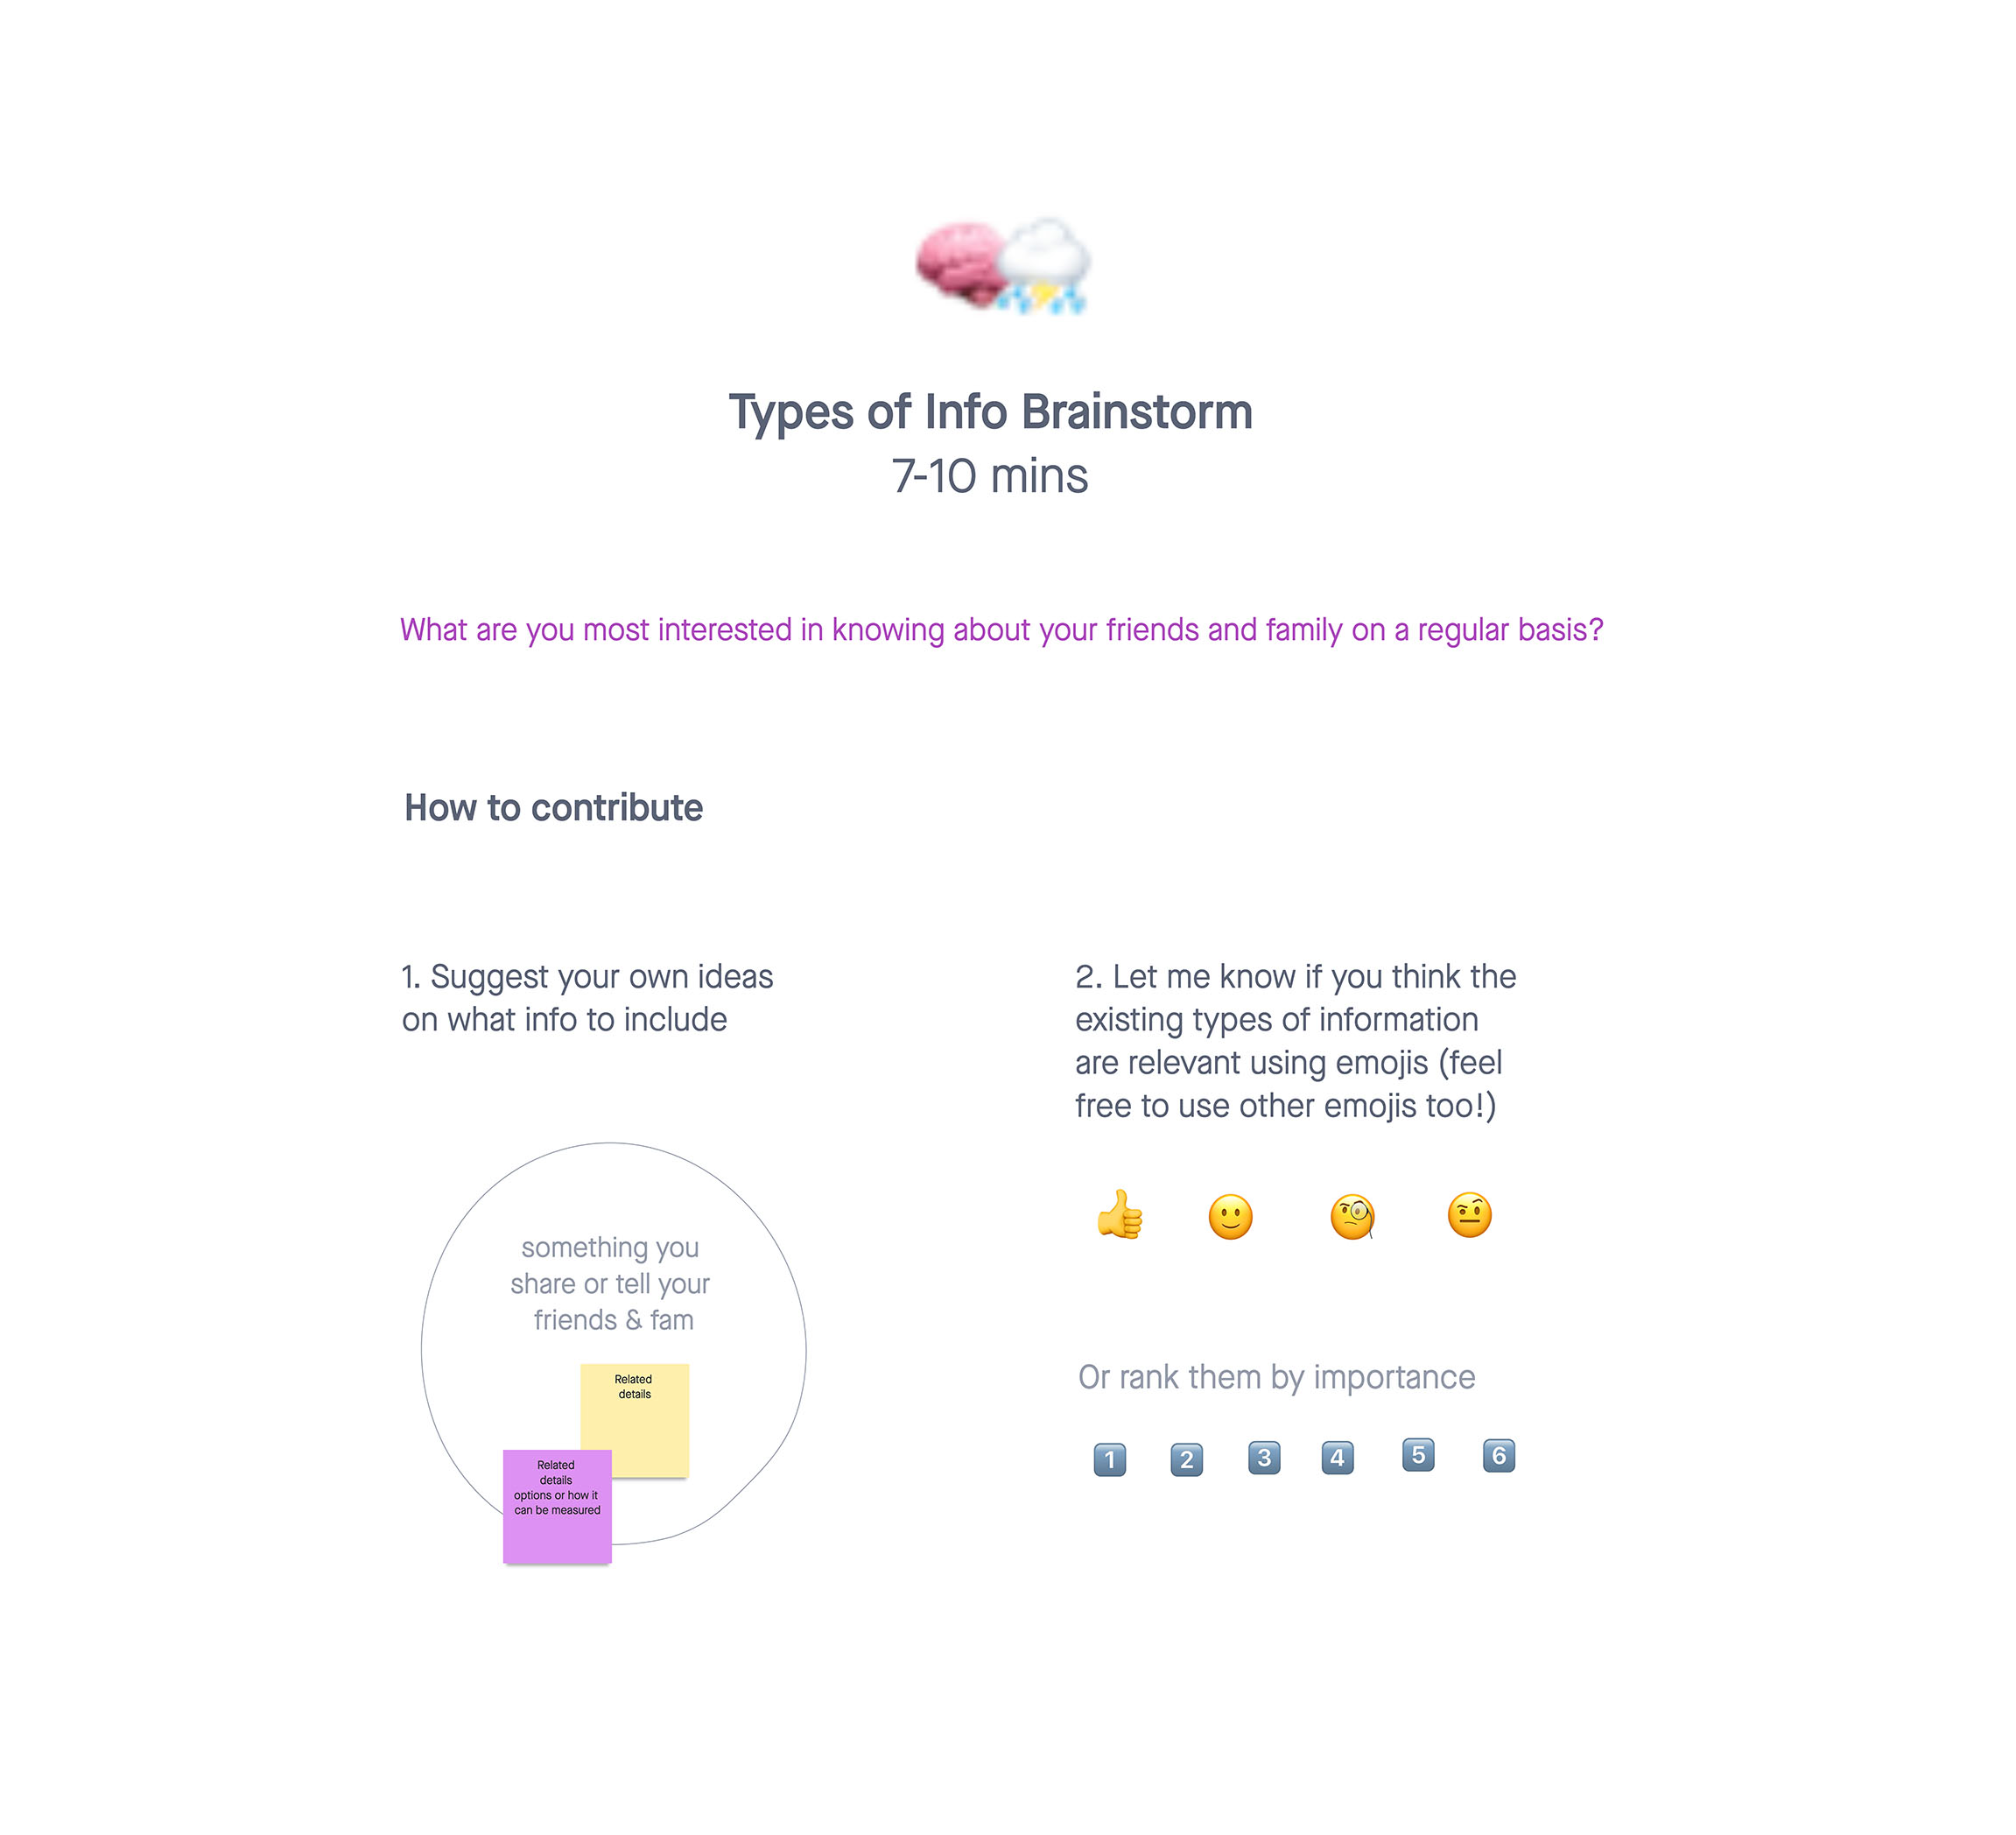 Types of Info Brainstorm
7-10 mins
What are you most interested in knowing about your friends and family on a regular basis?
How to contribute
1. Suggest your own ideas
on what info to include
something you
share or tell your
friends & fam
Related
details
Related
details
options or how it
can be measured
2. Let me know if you think the
existing types of information
are relevant using emojis (feel
free to use other emojis too!)
Or rank them by importance
1 2 3 4 5 6